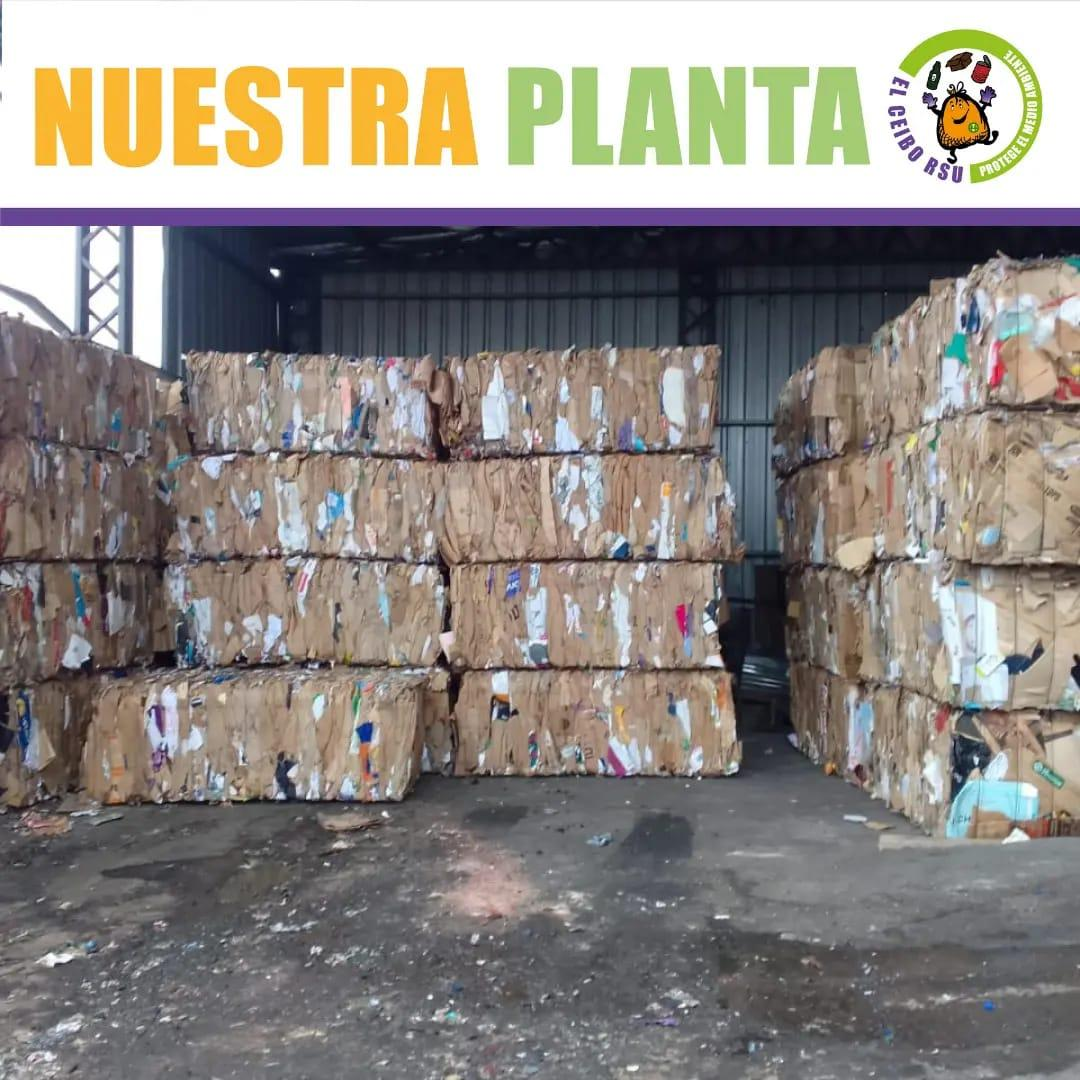 NUESTRA PLANTA
EL CEIBO RSU
PROTEGE EL MEDIO AMBIENTE